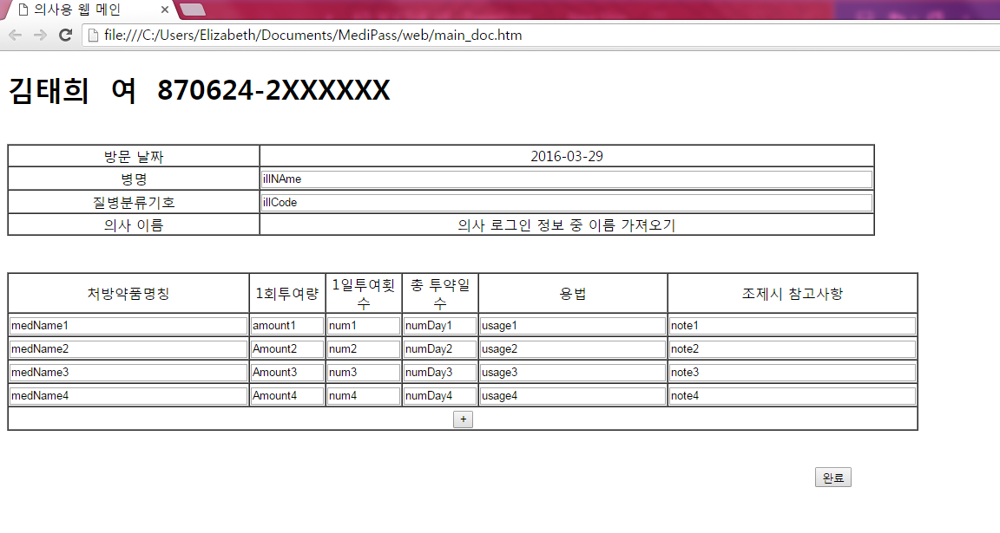 의사용 웹 메인
file:///C:/Users/Elizabeth/Documents/MediPass/web/main_doc.htm
김태희 여 870624-2XXXXXX
방문 날짜 2016-03-29
병명 illNAme
질병분류기호 illCode
의사 이름 의사 로그인 정보 중 이름 가져오기
처방약품명칭 1회투여량 1일투여횟수 총 투약일수 용법 조제시 참고사항
medName1 amount1 num1 numDay1 usage1 note1
medName2 Amount2 num2 numDay2 usage2 note2
medName3 Amount3 num3 numDay3 usage3 note3
medName4 Amount4 num4 numDay4 usage4 note4
+
완료